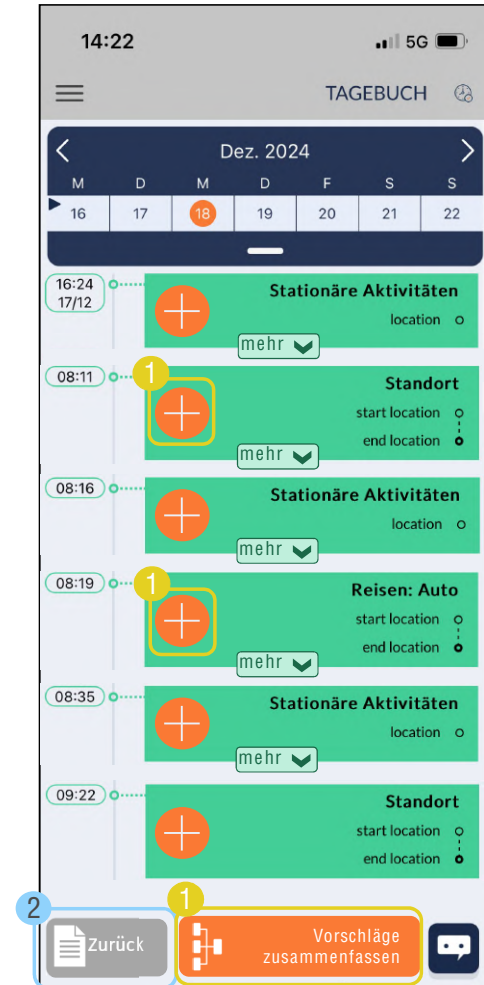 14:22
5G
TAGEBUCH
Dez. 2024
M D M D F S S
16 17 18 19 20 21 22
16:24
17/12
Stationäre Aktivitäten
location
mehr
1
08:11
Standort
start location
end location
mehr
08:16
Stationäre Aktivitäten
location
mehr
1
08:19
Reisen: Auto
start location
end location
mehr
08:35
Stationäre Aktivitäten
location
mehr
09:22
Standort
start location
end location
2
Zurück
1
Vorschläge
zusammenfassen